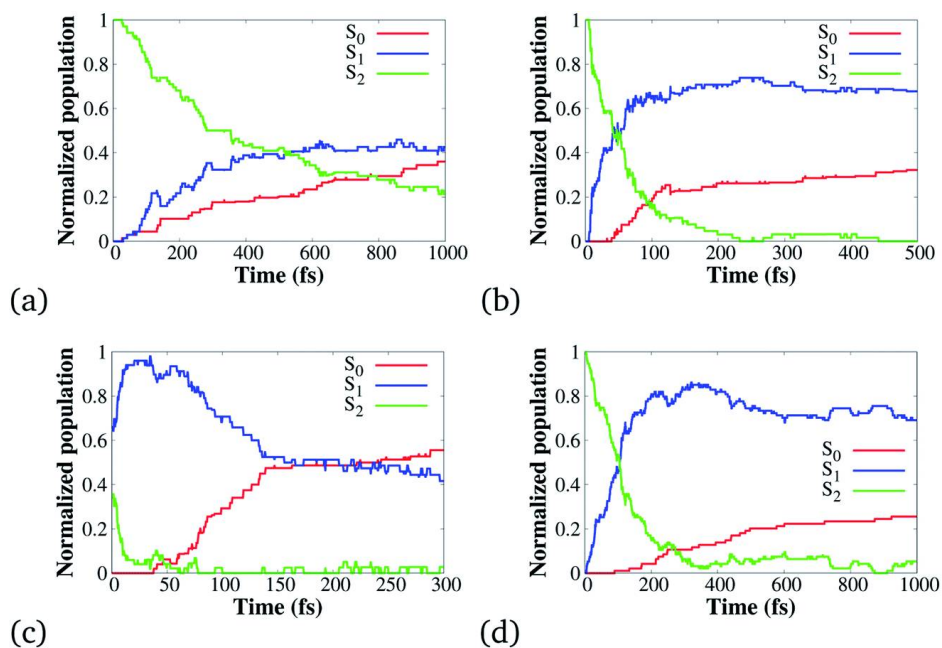 Normalized population
1
0.8
0.6
0.4
0.2
0
S0
S1
S2
0 200 400 600 800 1000
Time (fs)
(a)
Normalized population
1
0.8
0.6
0.4
0.2
0
S0
S1
S2
0 100 200 300 400 500
Time (fs)
(b)
Normalized population
1
0.8
0.6
0.4
0.2
0
S0
S1
S2
0 50 100 150 200 250 300
Time (fs)
(c)
Normalized population
1
0.8
0.6
0.4
0.2
0
S0
S1
S2
0 200 400 600 800 1000
Time (fs)
(d)